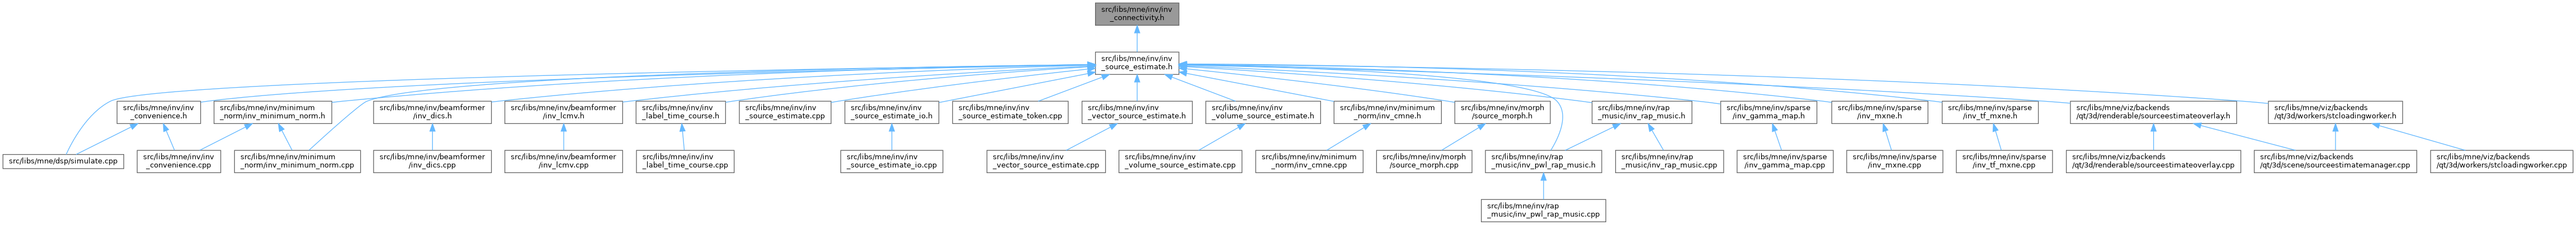 src/libs/mne/inv/inv
_connectivity.h
src/libs/mne/inv/inv
_source_estimate.h
src/libs/mne/inv/inv
_convenience.h
src/libs/mne/inv/minimum
_norm/inv_minimum_norm.h
src/libs/mne/inv/beamformer
/inv_dics.h
src/libs/mne/inv/beamformer
/inv_lcmv.h
src/libs/mne/inv/inv
_label_time_course.h
src/libs/mne/inv/inv
_source_estimate.cpp
src/libs/mne/inv/inv
_source_estimate_io.h
src/libs/mne/inv/inv
_source_estimate_token.cpp
src/libs/mne/inv/inv
_vector_source_estimate.h
src/libs/mne/inv/inv
_volume_source_estimate.h
src/libs/mne/inv/minimum
_norm/inv_cmne.h
src/libs/mne/inv/morph
/source_morph.h
src/libs/mne/inv/rap
_music/inv_rap_music.h
src/libs/mne/inv/sparse
/inv_gamma_map.h
src/libs/mne/inv/sparse
/inv_mxne.h
src/libs/mne/inv/sparse
/inv_tf_mxne.h
src/libs/mne/viz/backends
/qt/3d/renderable/sourceestimateoverlay.h
src/libs/mne/viz/backends
/qt/3d/workers/stcloadingworker.h
src/libs/mne/dsp/simulate.cpp
src/libs/mne/inv/inv
_convenience.cpp
src/libs/mne/inv/minimum
_norm/inv_minimum_norm.cpp
src/libs/mne/inv/beamformer
/inv_dics.cpp
src/libs/mne/inv/beamformer
/inv_lcmv.cpp
src/libs/mne/inv/inv
_label_time_course.cpp
src/libs/mne/inv/inv
_source_estimate_io.cpp
src/libs/mne/inv/inv
_vector_source_estimate.cpp
src/libs/mne/inv/inv
_volume_source_estimate.cpp
src/libs/mne/inv/minimum
_norm/inv_cmne.cpp
src/libs/mne/inv/morph
/source_morph.cpp
src/libs/mne/inv/rap
_music/inv_pwl_rap_music.h
src/libs/mne/inv/rap
_music/inv_rap_music.cpp
src/libs/mne/inv/sparse
/inv_gamma_map.cpp
src/libs/mne/inv/sparse
/inv_mxne.cpp
src/libs/mne/inv/sparse
/inv_tf_mxne.cpp
src/libs/mne/viz/backends
/qt/3d/renderable/sourceestimateoverlay.cpp
src/libs/mne/viz/backends
/qt/3d/scene/sourceestimatemanager.cpp
src/libs/mne/viz/backends
/qt/3d/workers/stcloadingworker.cpp
src/libs/mne/inv/rap
_music/inv_pwl_rap_music.cpp